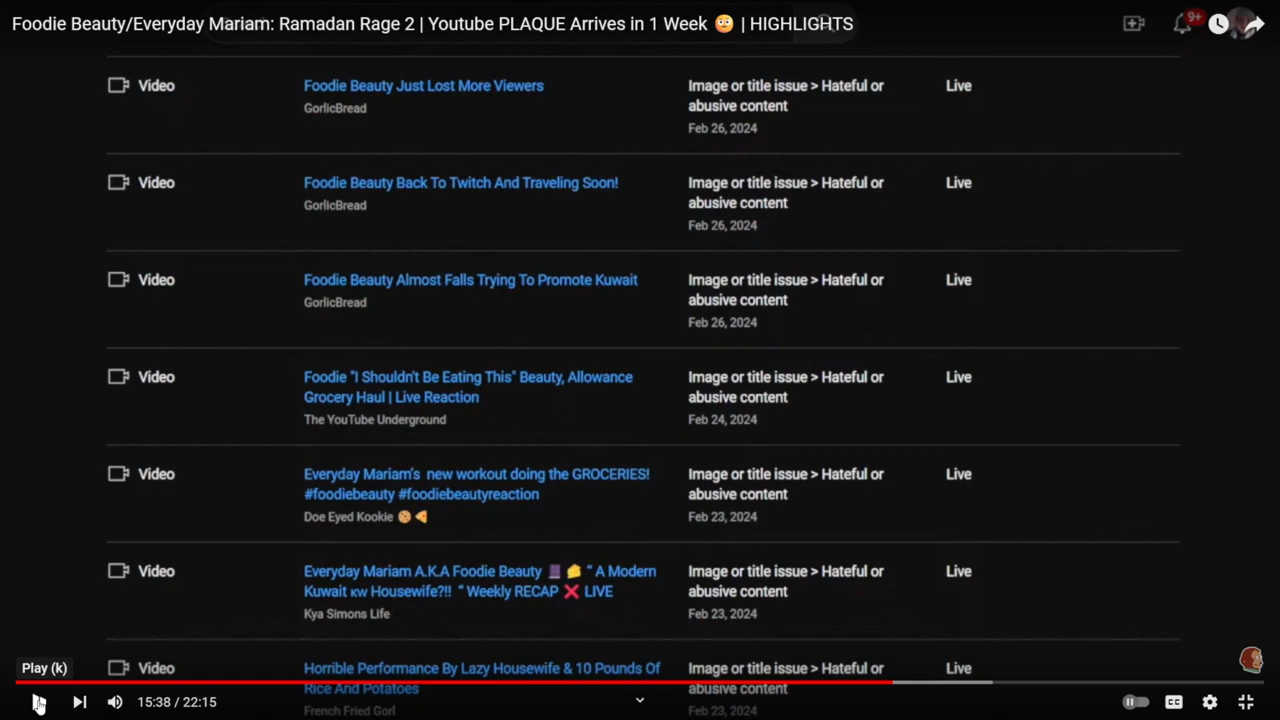 Foodie Beauty/Everyday Mariam: Ramadan Rage 2 | Youtube PLAQUE Arrives in 1 Week 😳 | HIGHLIGHTS
9+
Video
Foodie Beauty Just Lost More Viewers
GorlicBread
Image or title issue > Hateful or
abusive content
Feb 26, 2024
Live
Video
Foodie Beauty Back To Twitch And Traveling Soon!
GorlicBread
Image or title issue > Hateful or
abusive content
Feb 26, 2024
Live
Video
Foodie Beauty Almost Falls Trying To Promote Kuwait
GorlicBread
Image or title issue > Hateful or
abusive content
Feb 26, 2024
Live
Video
Foodie "I Shouldn't Be Eating This" Beauty, Allowance
Grocery Haul | Live Reaction
The YouTube Underground
Image or title issue > Hateful or
abusive content
Feb 24, 2024
Live
Video
Everyday Mariam's new workout doing the GROCERIES!
#foodiebeauty #foodiebeautyreaction
Doe Eyed Kookie 🍪 🍕
Image or title issue > Hateful or
abusive content
Feb 23, 2024
Live
Video
Everyday Mariam A.K.A Foodie Beauty 🧀 “ A Modern
Kuwait ᴋᴡ Housewife?!! “ Weekly RECAP ❌ LIVE
Kya Simons Life
Image or title issue > Hateful or
abusive content
Feb 23, 2024
Live
Play (k)
Video
Horrible Performance By Lazy Housewife & 10 Pounds Of
Rice And Potatoes
French Fried Gorl
Image or title issue > Hateful or
abusive content
Feb 23, 2024
Live
15:38 / 22:15
CC